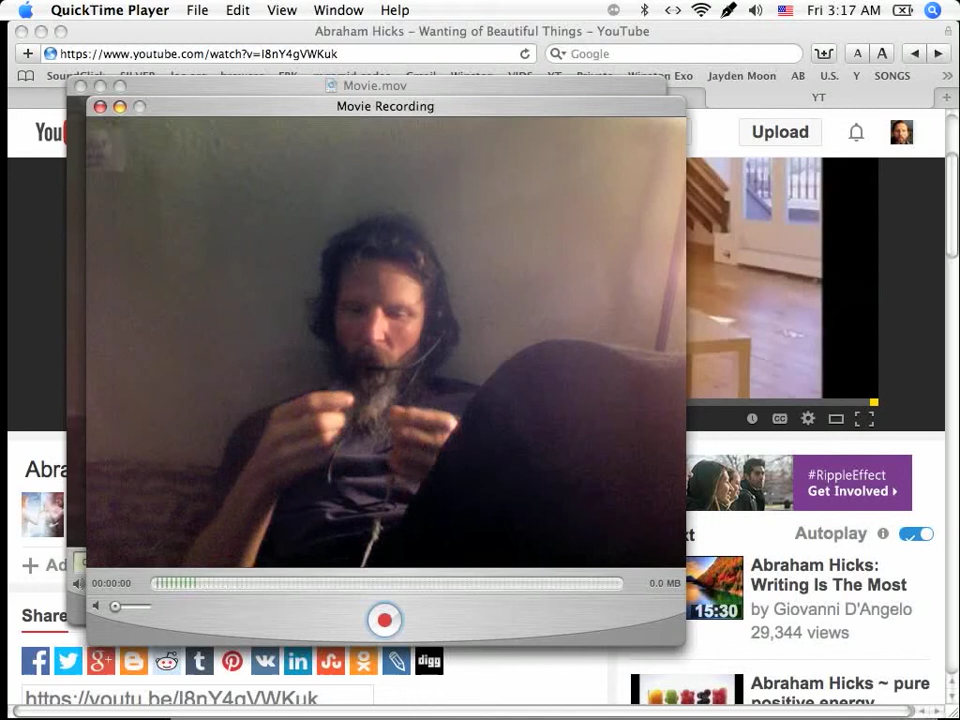 QuickTime Player File Edit View Window Help Fri 3:17 AM
Abraham Hicks – Wanting of Beautiful Things – YouTube
+ https://www.youtube.com/watch?v=I8nY4gVWKuk Google A A
Jayden Moon AB U.S. Y SONGS
Movie.mov
YT
Movie Recording
You Upload
Abra
#RippleEffect
Get Involved
Autoplay
+ Ad
00:00:00 0.0 MB
Abraham Hicks:
Writing Is The Most
15:30
by Giovanni D'Angelo
29,344 views
Share
digg
Abraham Hicks ~ pure
https://youtu.be/I8nY4gVWKuk
positive energy